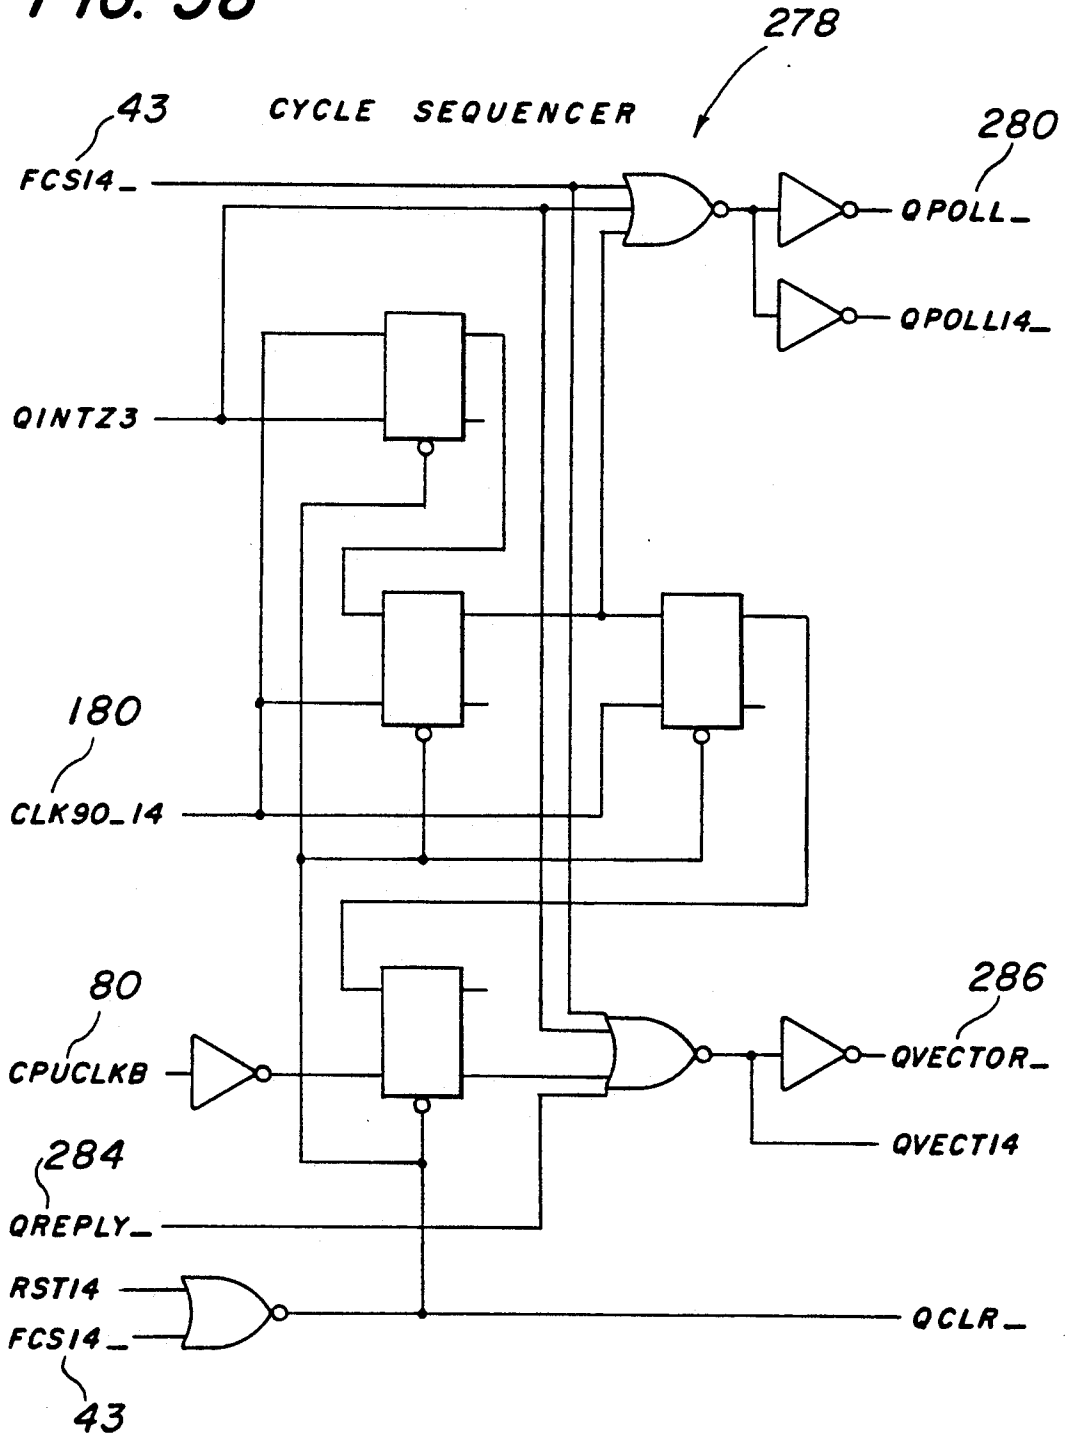 278
43
CYCLE SEQUENCER
280
FCS14_
QPOLL_
QPOLL14_
QINTZ3
180
CLK90_14
80
286
CPUCLKB
QVECTOR_
284
QVECT14
QREPLY_
RST14
QCLR_
FCS14_
43